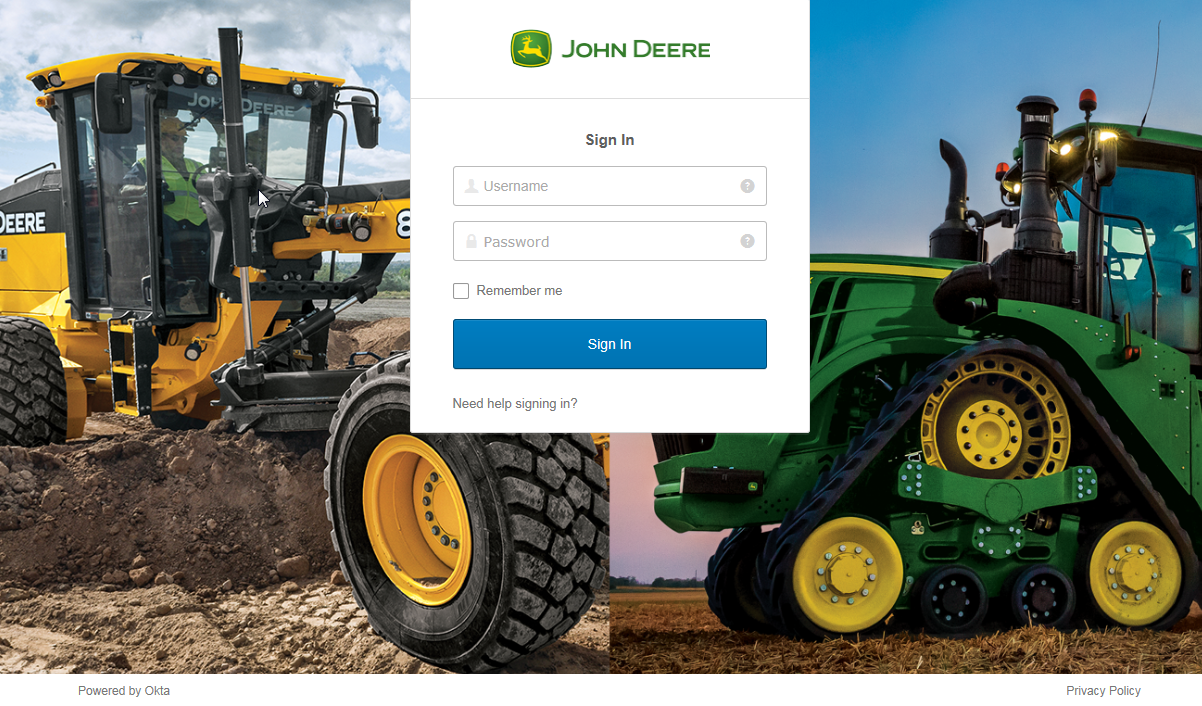 JOHN DEERE
JOHN DEERE
Sign In
DEERE
Username
8
Password
Remember me
Sign In
Need help signing in?
Powered by Okta
Privacy Policy